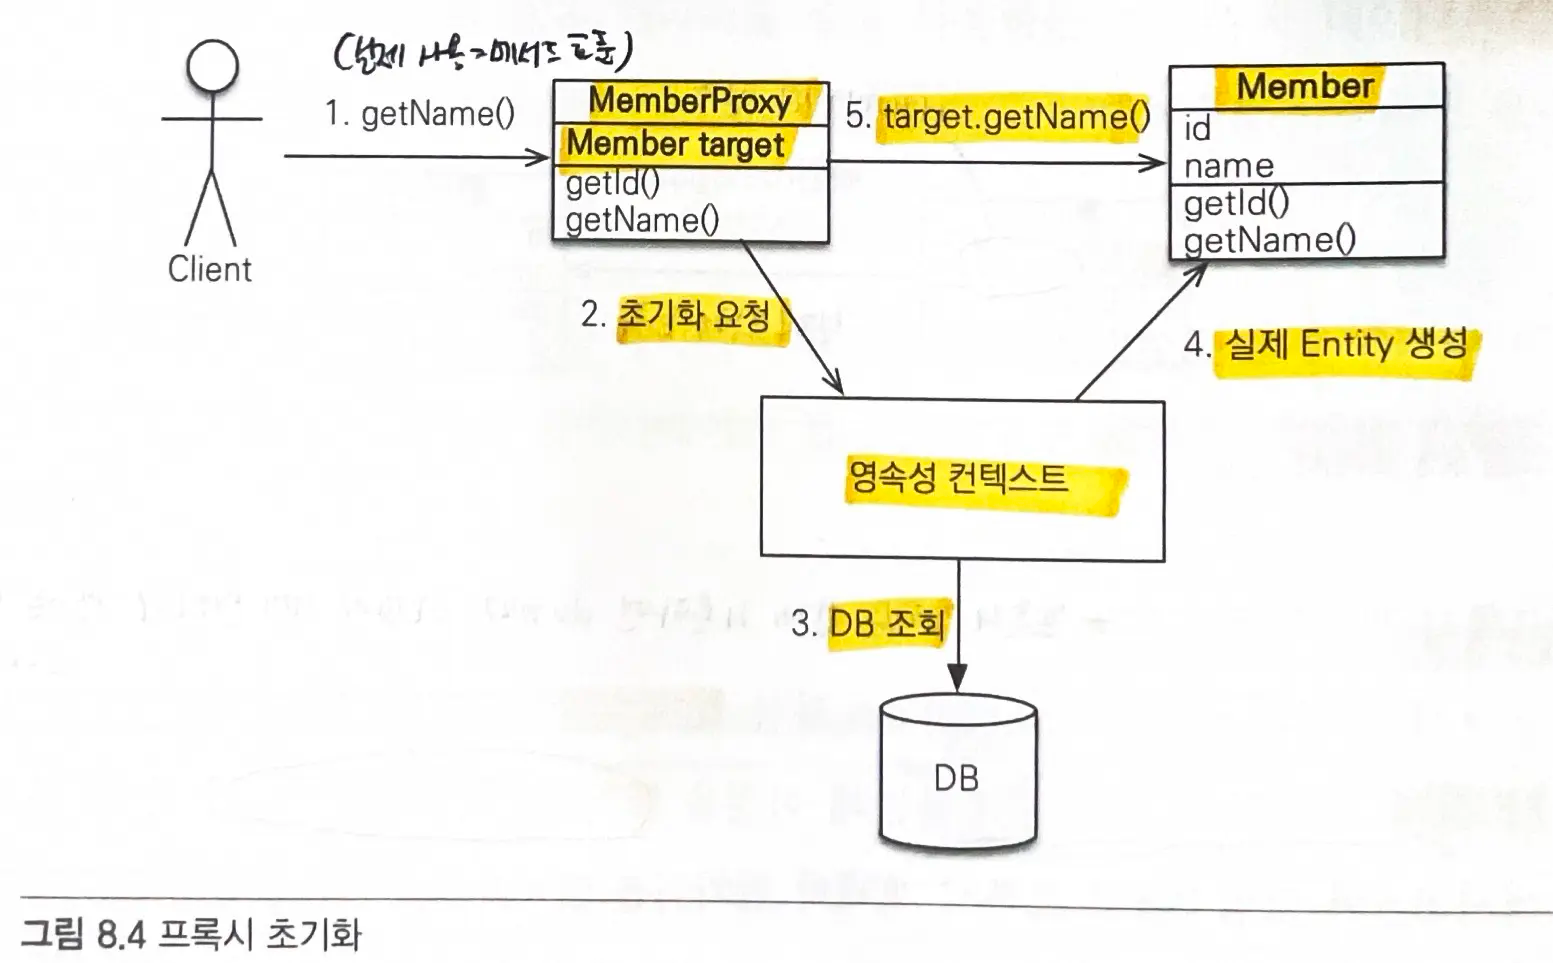 (실제 사용 → 메서드 호출)
1. getName()
MemberProxy
Member target
getId()
getName()
5. target.getName()
Member
id
name
getId()
getName()
Client
2. 초기화 요청
4. 실제 Entity 생성
영속성 컨텍스트
3. DB 조회
DB
그림 8.4 프록시 초기화